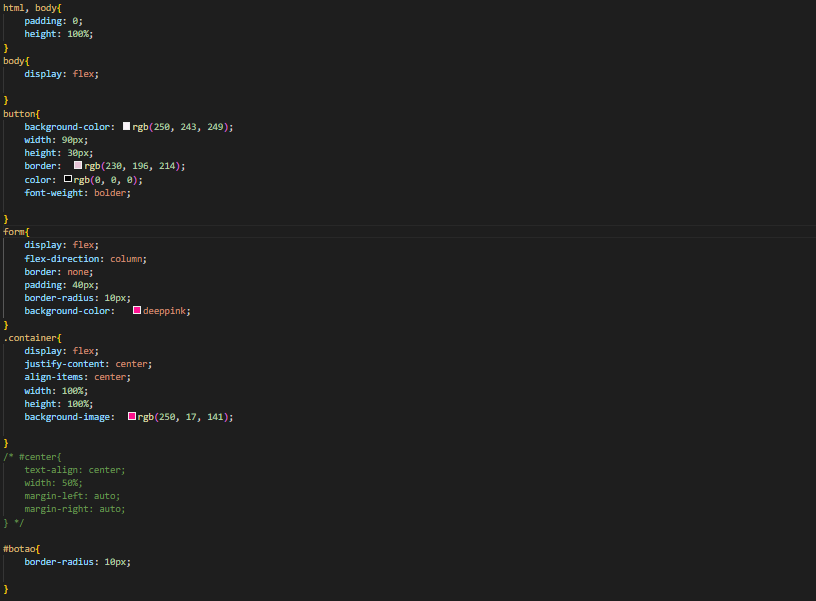 html, body{
    padding: 0;
    height: 100%;
}
body{
    display: flex;

}
button{
    background-color: rgb(250, 243, 249);
    width: 90px;
    height: 30px;
    border: rgb(230, 196, 214);
    color: rgb(0, 0, 0);
    font-weight: bolder;

}
form{
    display: flex;
    flex-direction: column;
    border: none;
    padding: 40px;
    border-radius: 10px;
    background-color: deeppink;
}
.container{
    display: flex;
    justify-content: center;
    align-items: center;
    width: 100%;
    height: 100%;
    background-image: rgb(250, 17, 141);

}
/* #center{
    text-align: center;
    width: 50%;
    margin-left: auto;
    margin-right: auto;
} */

#botao{
    border-radius: 10px;

}